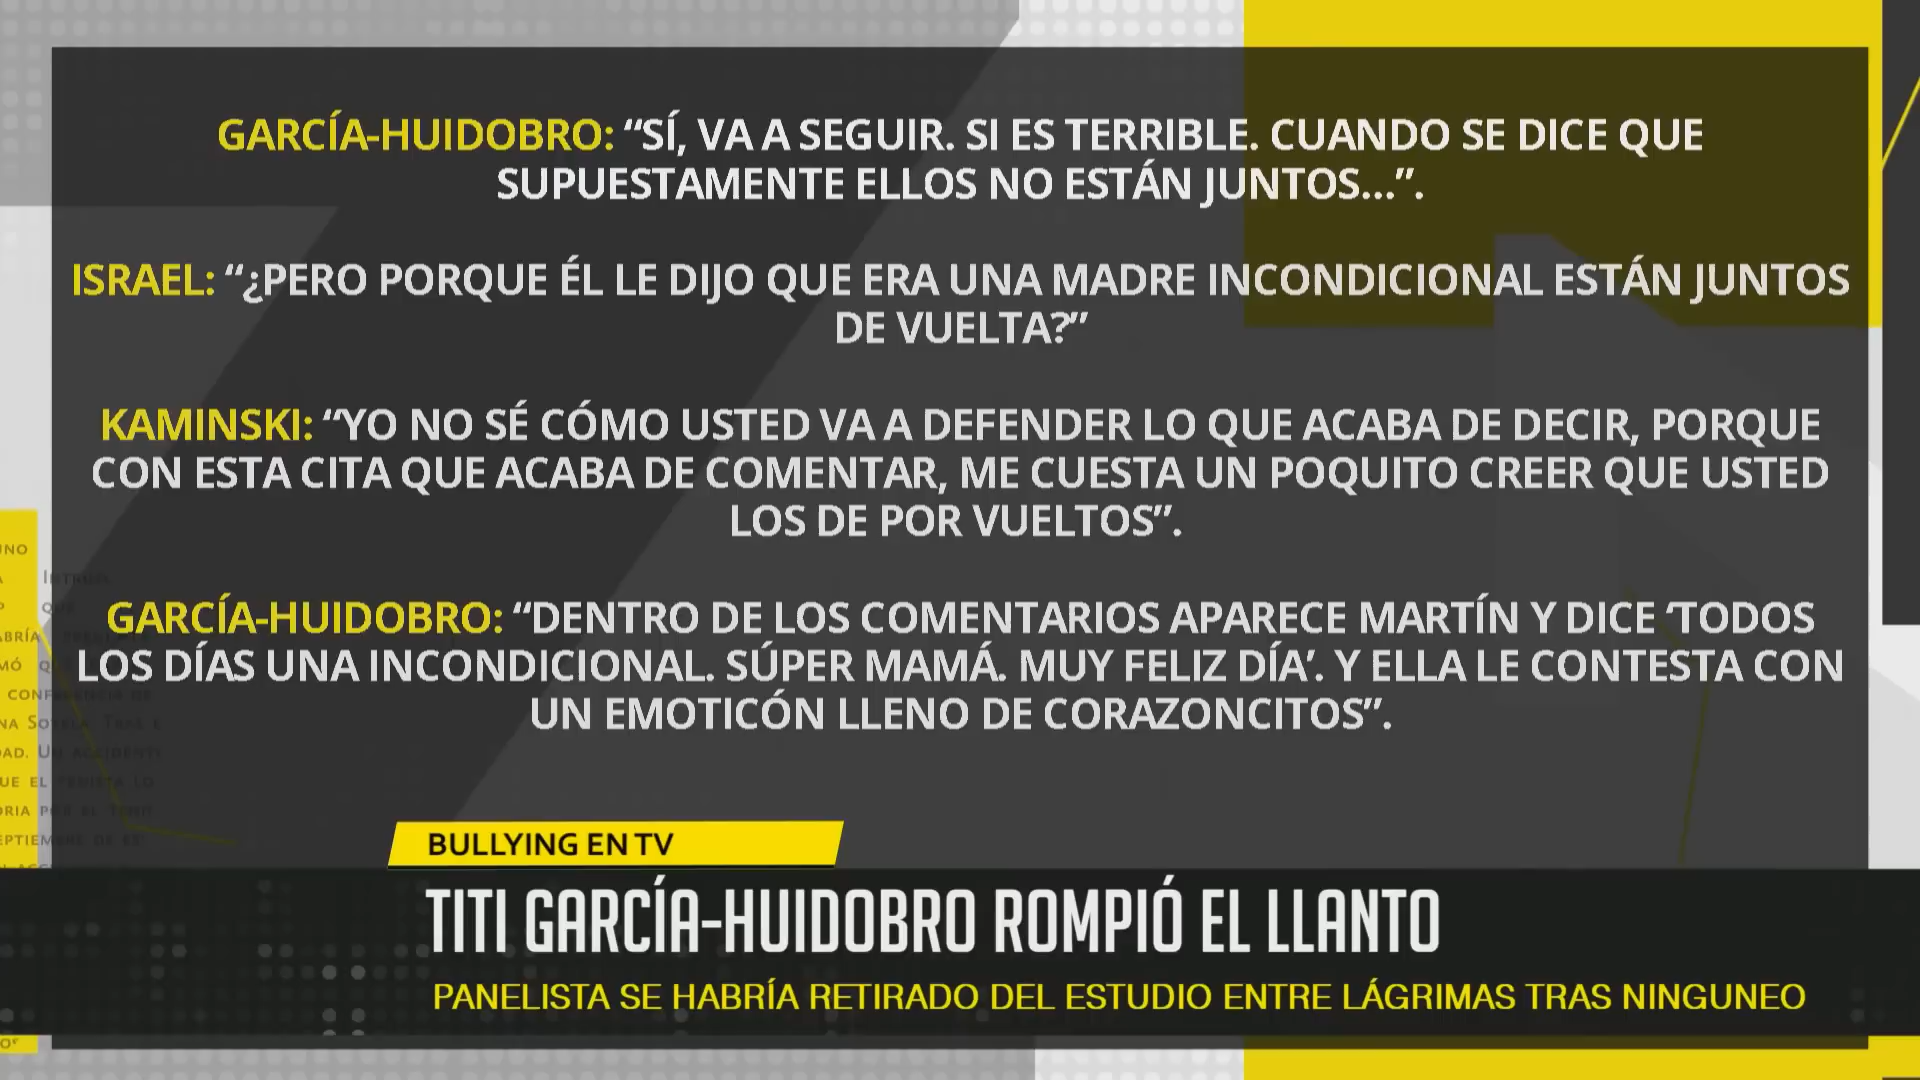 GARCÍA-HUIDOBRO: “SÍ, VA A SEGUIR. SI ES TERRIBLE. CUANDO SE DICE QUE
SUPUESTAMENTE ELLOS NO ESTÁN JUNTOS...”.
ISRAEL: “¿PERO PORQUE ÉL LE DIJO QUE ERA UNA MADRE INCONDICIONAL ESTÁN JUNTOS
DE VUELTA?”
KAMINSKI: “YO NO SÉ CÓMO USTED VA A DEFENDER LO QUE ACABA DE DECIR, PORQUE
CON ESTA CITA QUE ACABA DE COMENTAR, ME CUESTA UN POQUITO CREER QUE USTED
LOS DE POR VUELTOS”.
GARCÍA-HUIDOBRO: “DENTRO DE LOS COMENTARIOS APARECE MARTÍN Y DICE ‘TODOS
LOS DÍAS UNA INCONDICIONAL. SÚPER MAMÁ. MUY FELIZ DÍA’. Y ELLA LE CONTESTA CON
UN EMOTICÓN LLENO DE CORAZONCITOS”.
BULLYING EN TV
TITI GARCÍA-HUIDOBRO ROMPIÓ EL LLANTO
PANELISTA SE HABRÍA RETIRADO DEL ESTUDIO ENTRE LÁGRIMAS TRAS NINGUNEO